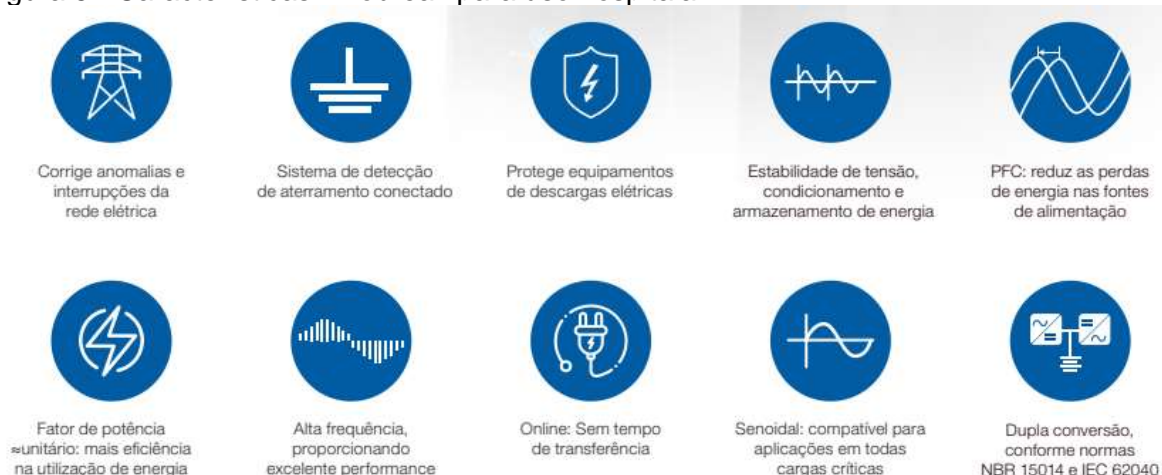 Corrige anomalias e
interrupções da
rede elétrica
Sistema de detecção
de aterramento conectado
Protege equipamentos
de descargas elétricas
Estabilidade de tensão,
condicionamento e
armazenamento de energia
PFC: reduz as perdas
de energia nas fontes
de alimentação
Fator de potência
≈unitário: mais eficiência
na utilização de energia
Alta frequência,
proporcionando
excelente performance
Online: Sem tempo
de transferência
Senoidal: compatível para
aplicações em todas
cargas críticas
Dupla conversão,
conforme normas
NBR 15014 e IEC 62040